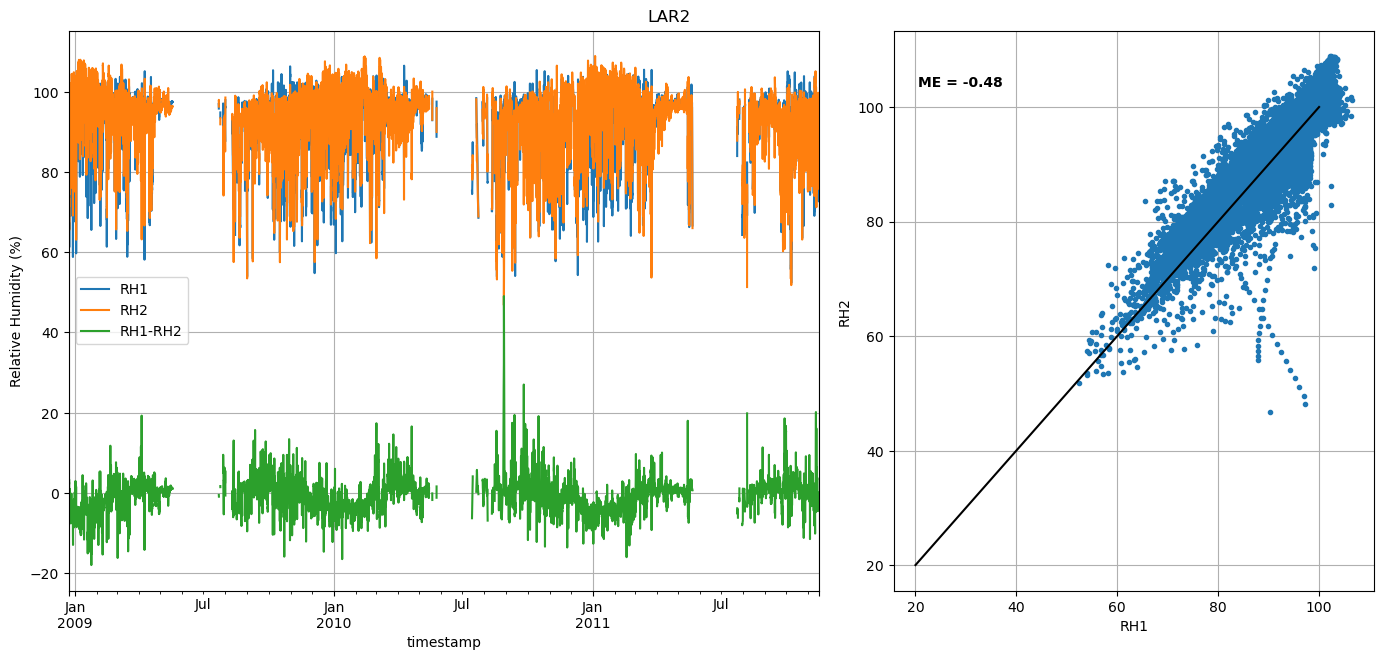 LAR2
Relative Humidity (%)
100
80
60
40
20
0
−20
RH1
RH2
RH1-RH2
Jan
2009
Jul
Jan
2010
Jul
Jan
2011
Jul
timestamp
ME = -0.48
RH2
100
80
60
40
20
20 40 60 80 100
RH1